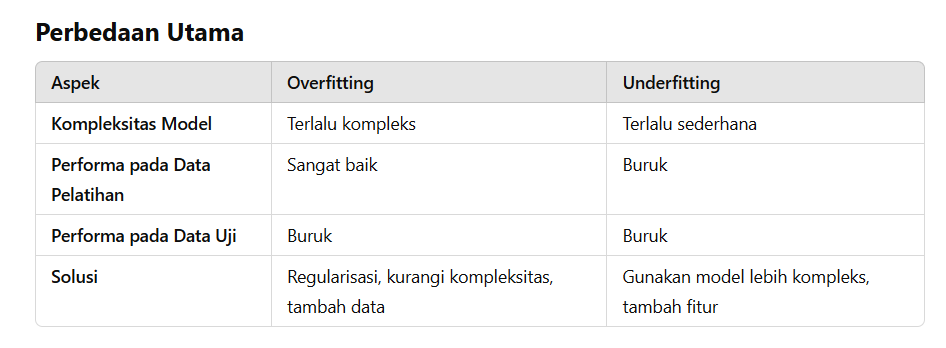 Perbedaan Utama
Aspek Overfitting Underfitting
Kompleksitas Model Terlalu kompleks Terlalu sederhana
Performa pada Data Pelatihan Sangat baik Buruk
Performa pada Data Uji Buruk Buruk
Solusi Regularisasi, kurangi kompleksitas, tambah data Gunakan model lebih kompleks, tambah fitur